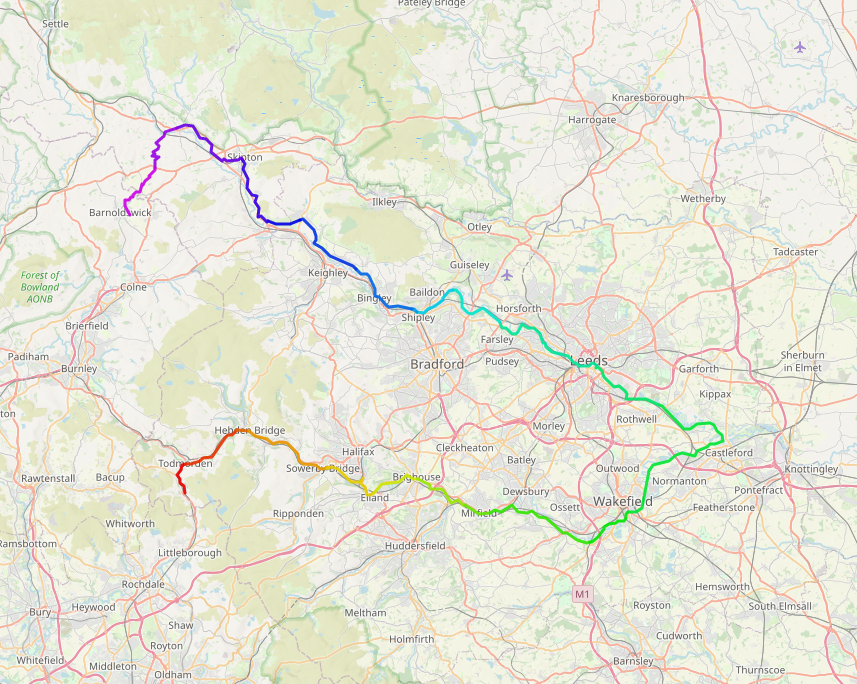 Pateley Bridge
Settle
Knaresborough
Harrogate
Skipton
Ilkley
Wetherby
Barnoldswick
Otley
Tadcaster
Guiseley
Forest of
Bowland
AONB
Keighley
Colne
Baildon
Bingley
Horsforth
Shipley
Brierfield
Farsley
Padiham
Leeds
Sherburn
in Elmet
Bradford
Pudsey
Burnley
Garforth
Kippax
ton
Rothwell
Morley
Hebden Bridge
Cleckheaton
Halifax
Castleford
Batley
Todmorden
Sowerby Bridge
Outwood
Knottingley
Rawtenstall
Bacup
Brighouse
Normanton
Dewsbury
Pontefract
Elland
Wakefield
Ossett
Featherstone
Ripponden
Mirfield
Whitworth
Ramsbottom
Huddersfield
Littleborough
Rochdale
Hemsworth
M1
Heywood
Royston
South Elmsall
Bury
Meltham
Shaw
Holmfirth
Cudworth
Royton
Whitefield
Middleton
Barnsley
Thurnscoe
Oldham